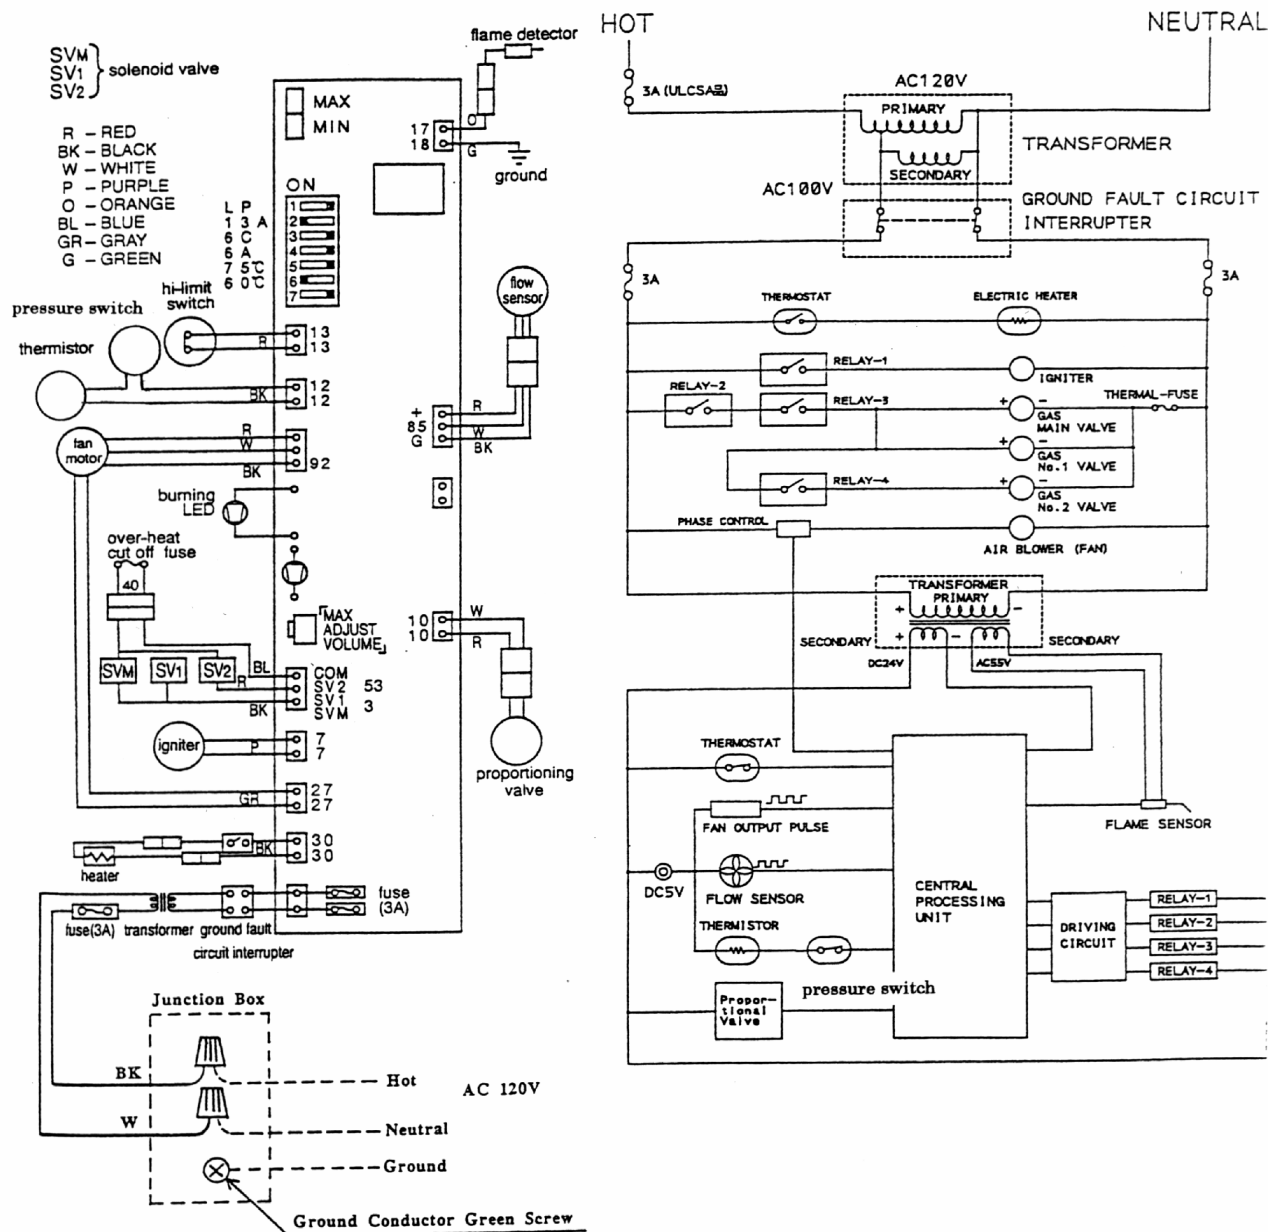 SVM
SV1
SV2
solenoid valve
R – RED
BK – BLACK
W – WHITE
P – PURPLE
O – ORANGE
BL – BLUE
GR – GRAY
G – GREEN
MAX
MIN
ON
L P
1 3 A
6 C
6 A
7 5℃
6 0℃
1
2
3
4
5
6
7
flame detector
17
18
O
G
ground
pressure switch
hi-limit
switch
thermistor
R
13
13
BK
12
12
fan
motor
R
W
BK
92
flow
sensor
+
85
G
R
W
BK
burning
LED
over-heat
cut off fuse
40
「MAX
ADJUST
VOLUME」
10
10
W
R
proportioning
valve
SVM
SV1
SV2
BL
R
BK
COM
SV2 53
SV1
SVM 3
igniter
P
7
7
GR
27
27
heater
BK
30
30
fuse
(3A)
fuse(3A)
transformer
ground fault
circuit interrupter
Junction Box
BK
Hot
AC 120V
W
Neutral
Ground
Ground Conductor Green Screw
HOT
NEUTRAL
3A (ULCSA品)
AC120V
PRIMARY
SECONDARY
TRANSFORMER
AC100V
GROUND FAULT CIRCUIT
INTERRUPTER
3A
3A
THERMOSTAT
ELECTRIC HEATER
RELAY-1
IGNITER
RELAY-2
RELAY-3
+ –
GAS
MAIN VALVE
THERMAL-FUSE
+ –
GAS
No.1 VALVE
RELAY-4
+ –
GAS
No.2 VALVE
PHASE CONTROL
AIR BLOWER (FAN)
TRANSFORMER
PRIMARY
+ –
SECONDARY
+ –
SECONDARY
DC24V
AC55V
THERMOSTAT
FAN OUTPUT PULSE
DC5V
FLOW SENSOR
THERMISTOR
pressure switch
Propor-
tional
Valve
CENTRAL
PROCESSING
UNIT
FLAME SENSOR
DRIVING
CIRCUIT
RELAY-1
RELAY-2
RELAY-3
RELAY-4